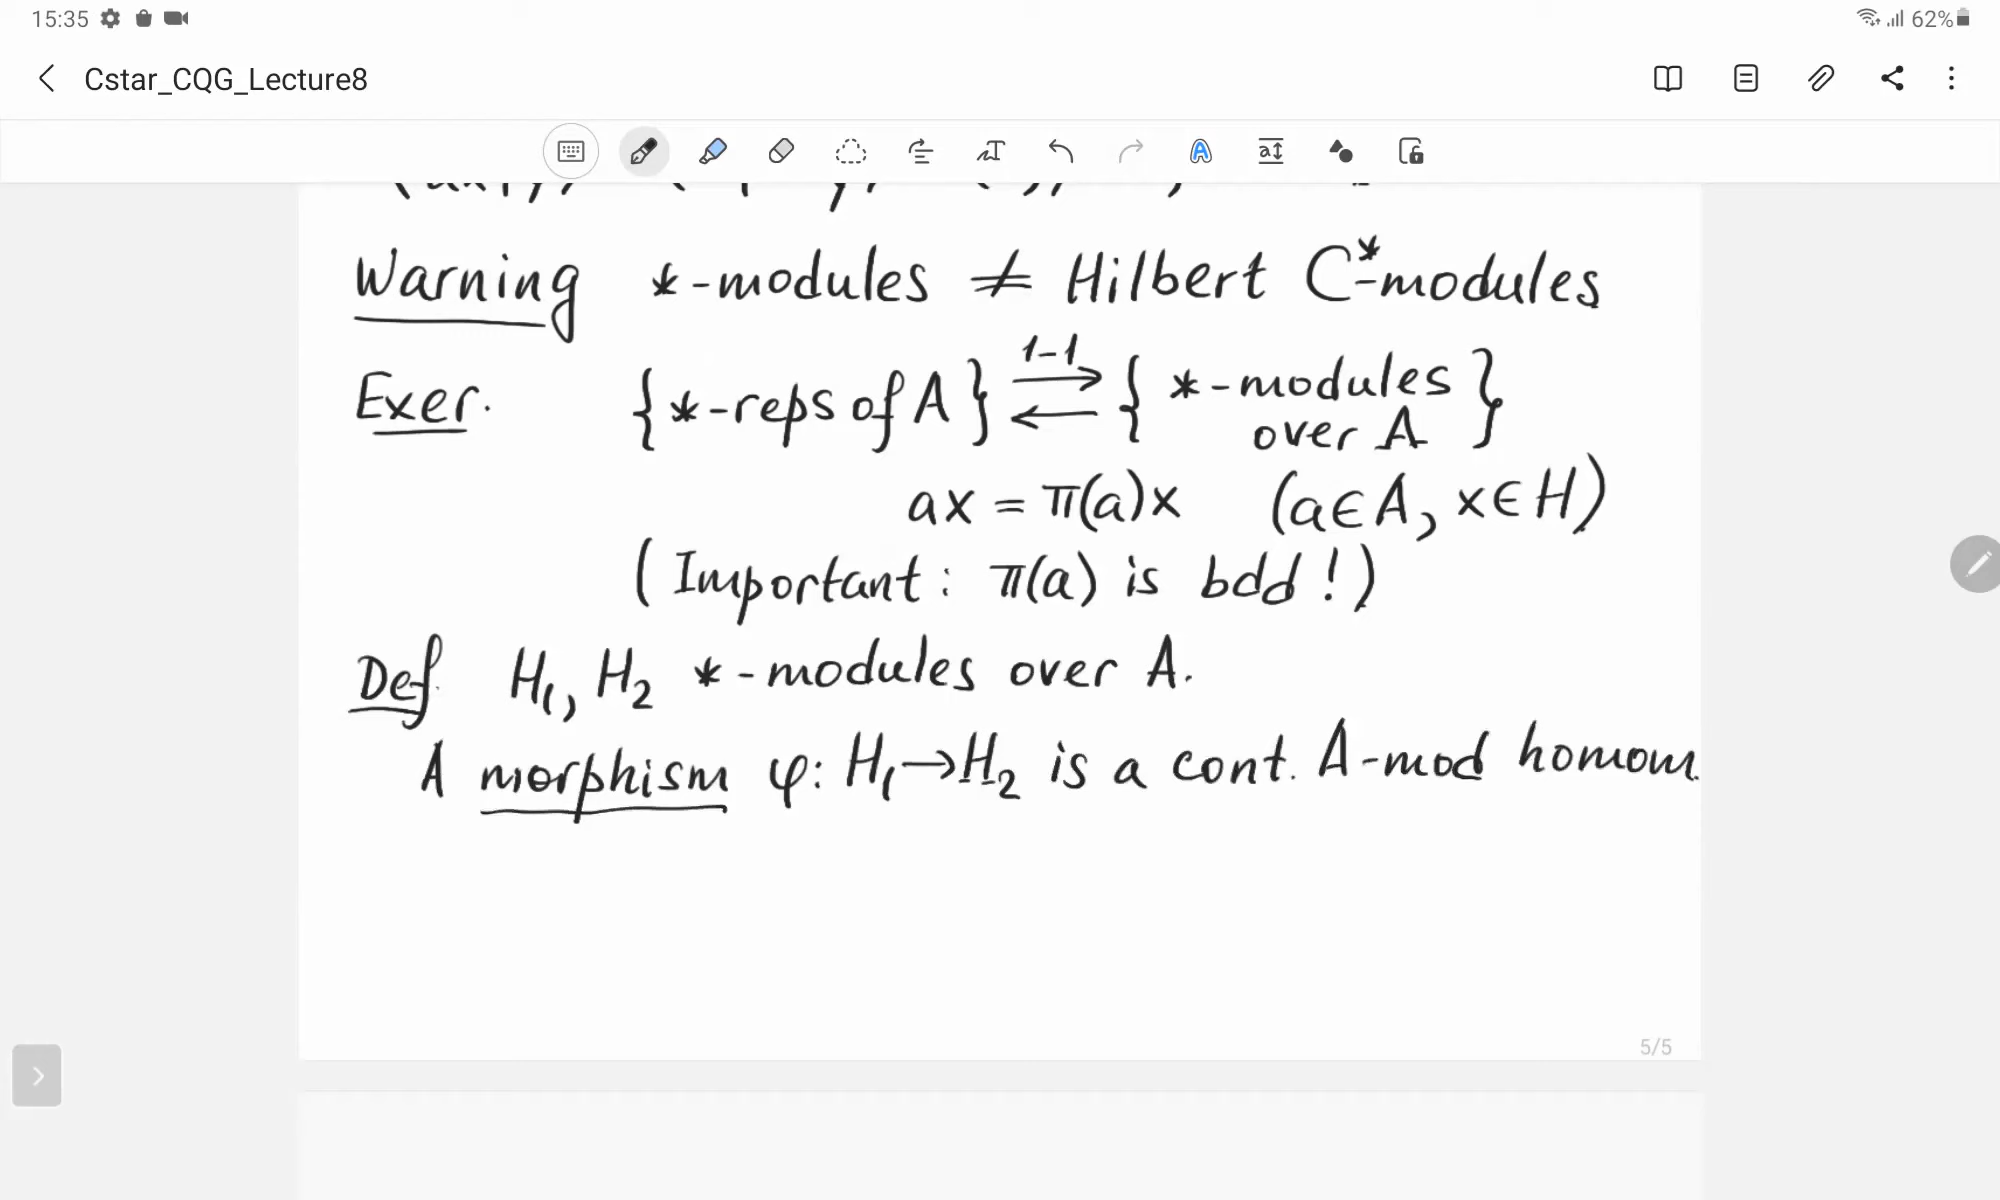 15:35 62%
Cstar_CQG_Lecture8
Warning *-modules ≠ Hilbert C*-modules
Exer. {*-reps of A} 1-1 ⇄ {*-modules over A}
ax = π(a)x (a∈A, x∈H)
(Important: π(a) is bdd!)
Def. H₁, H₂ *-modules over A.
A morphism φ: H₁→H₂ is a cont. A-mod homom.
5/5